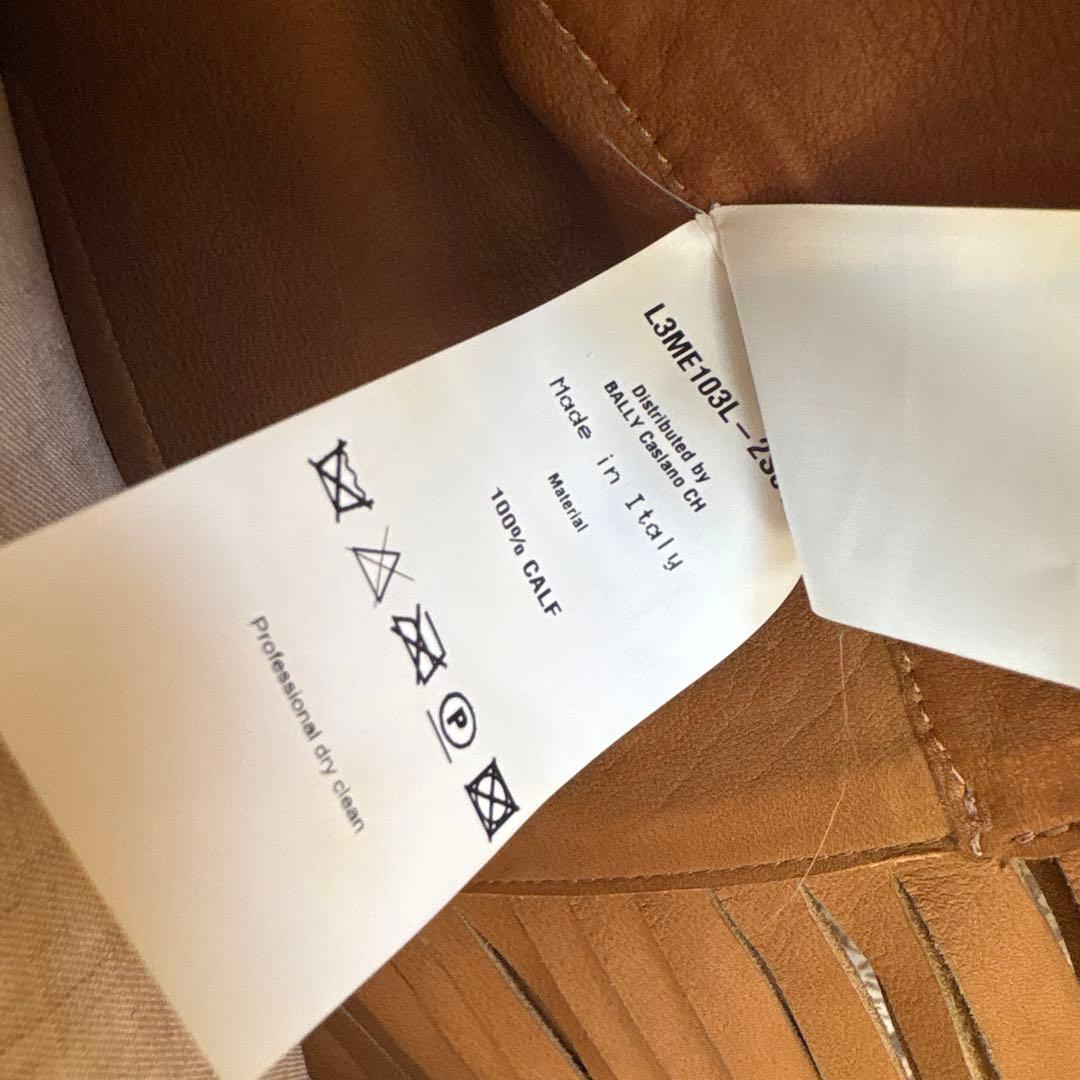 L3ME103L-
Distributed by
BALLY Caslano CH
Made in Italy
Material
100% CALF
P
Professional dry clean